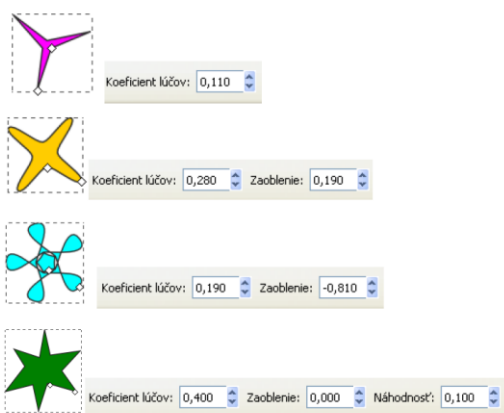 Koeficient lúčov: 0,110
Koeficient lúčov: 0,280 Zaoblenie: 0,190
Koeficient lúčov: 0,190 Zaoblenie: -0,810
Koeficient lúčov: 0,400 Zaoblenie: 0,000 Náhodnosť: 0,100